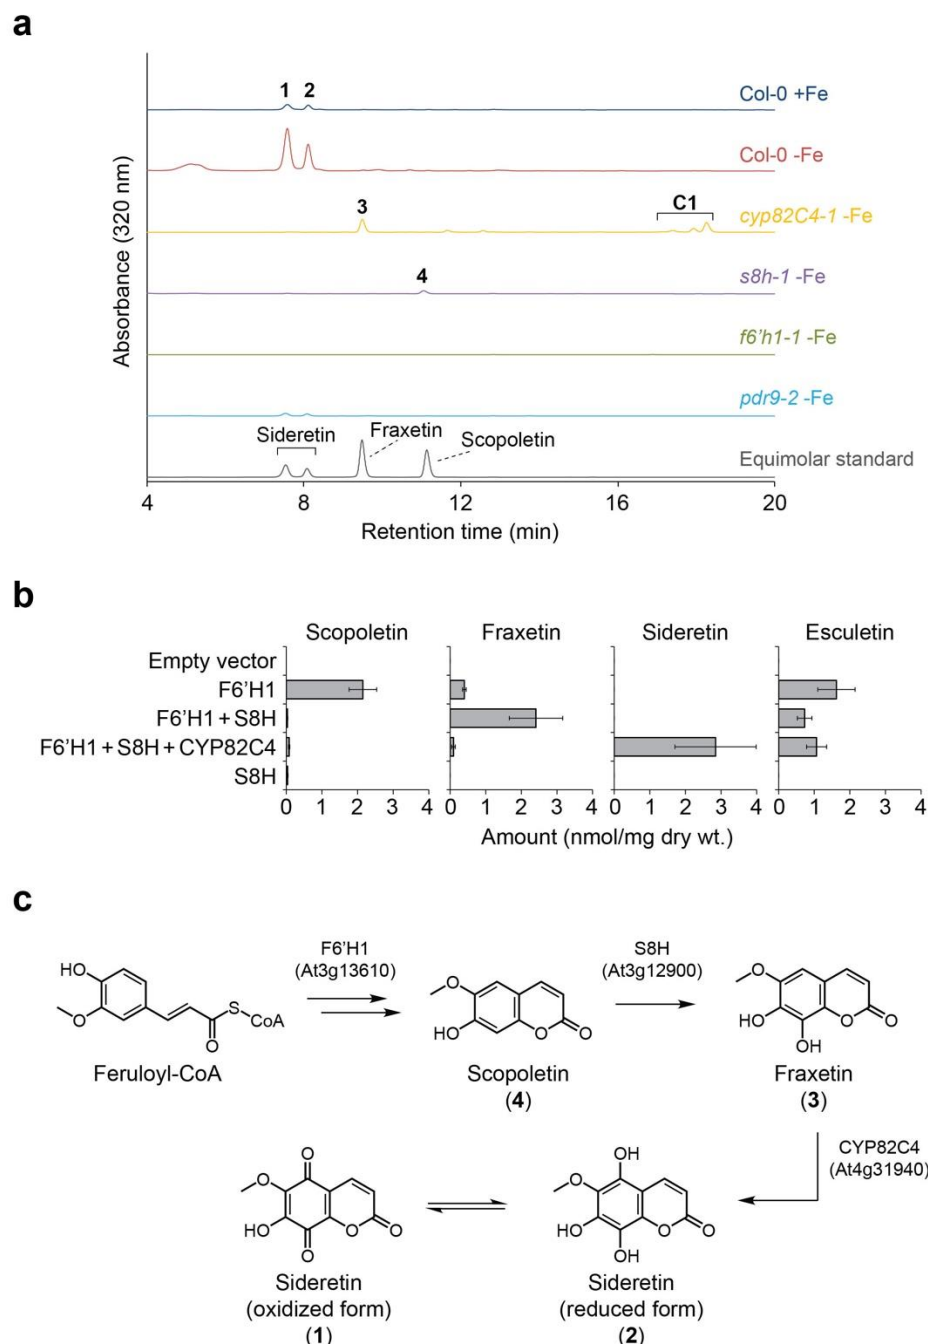 a
Absorbance (320 nm)
1 2
Col-0 +Fe
Col-0 -Fe
3
C1
cyp82C4-1 -Fe
4
s8h-1 -Fe
f6'h1-1 -Fe
pdr9-2 -Fe
Sideretin
Fraxetin
Scopoletin
Equimolar standard
4 8 12 16 20
Retention time (min)
b
Scopoletin Fraxetin Sideretin Esculetin
Empty vector
F6'H1
F6'H1 + S8H
F6'H1 + S8H + CYP82C4
S8H
0 1 2 3 4 0 1 2 3 4 0 1 2 3 4 0 1 2 3 4
Amount (nmol/mg dry wt.)
c
HO
O
S
CoA
O
Feruloyl-CoA
F6'H1
(At3g13610)
O
HO
O
O
Scopoletin
(4)
S8H
(At3g12900)
O
HO
OH
O
O
Fraxetin
(3)
CYP82C4
(At4g31940)
O
O
HO
O
O
O
Sideretin
(oxidized form)
(1)
OH
O
HO
OH
O
O
Sideretin
(reduced form)
(2)